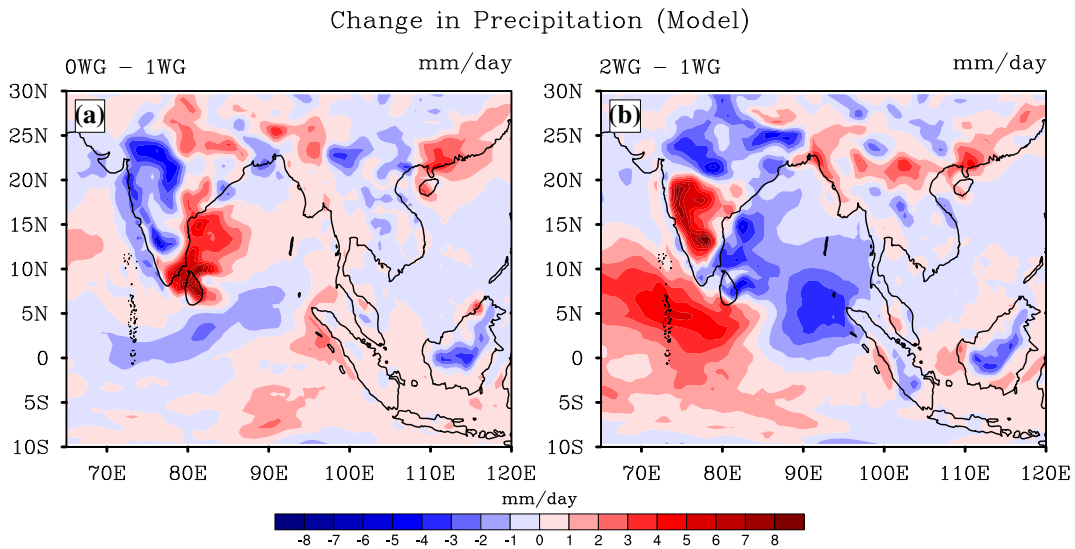 Change in Precipitation (Model)
0WG - 1WG mm/day 2WG - 1WG mm/day
(a) (b)
30N 30N
25N 25N
20N 20N
15N 15N
10N 10N
5N 5N
0 0
5S 5S
10S 10S
70E 80E 90E 100E 110E 120E 70E 80E 90E 100E 110E 120E
mm/day
-8 -7 -6 -5 -4 -3 -2 -1 0 1 2 3 4 5 6 7 8